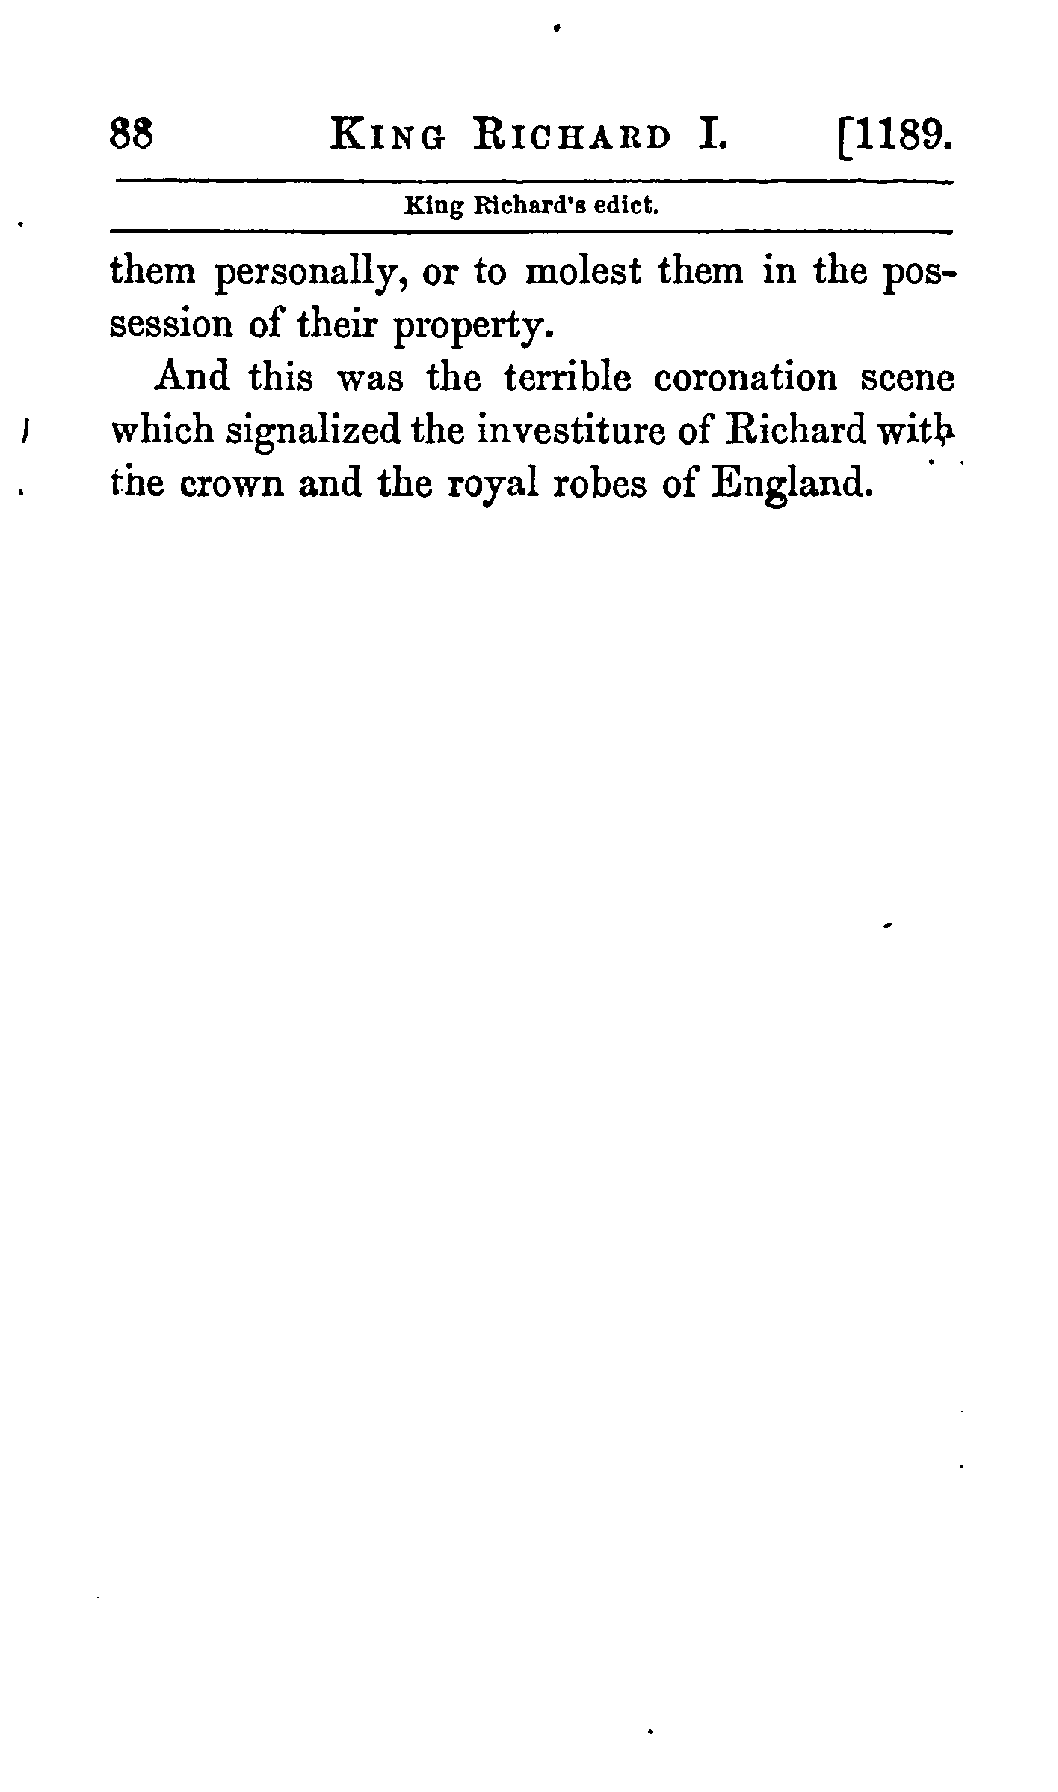 88 KING RICHARD I. [1189.
King Richard's edict.
them personally, or to molest them in the pos-
session of their property.
And this was the terrible coronation scene
which signalized the investiture of Richard with
the crown and the royal robes of England.